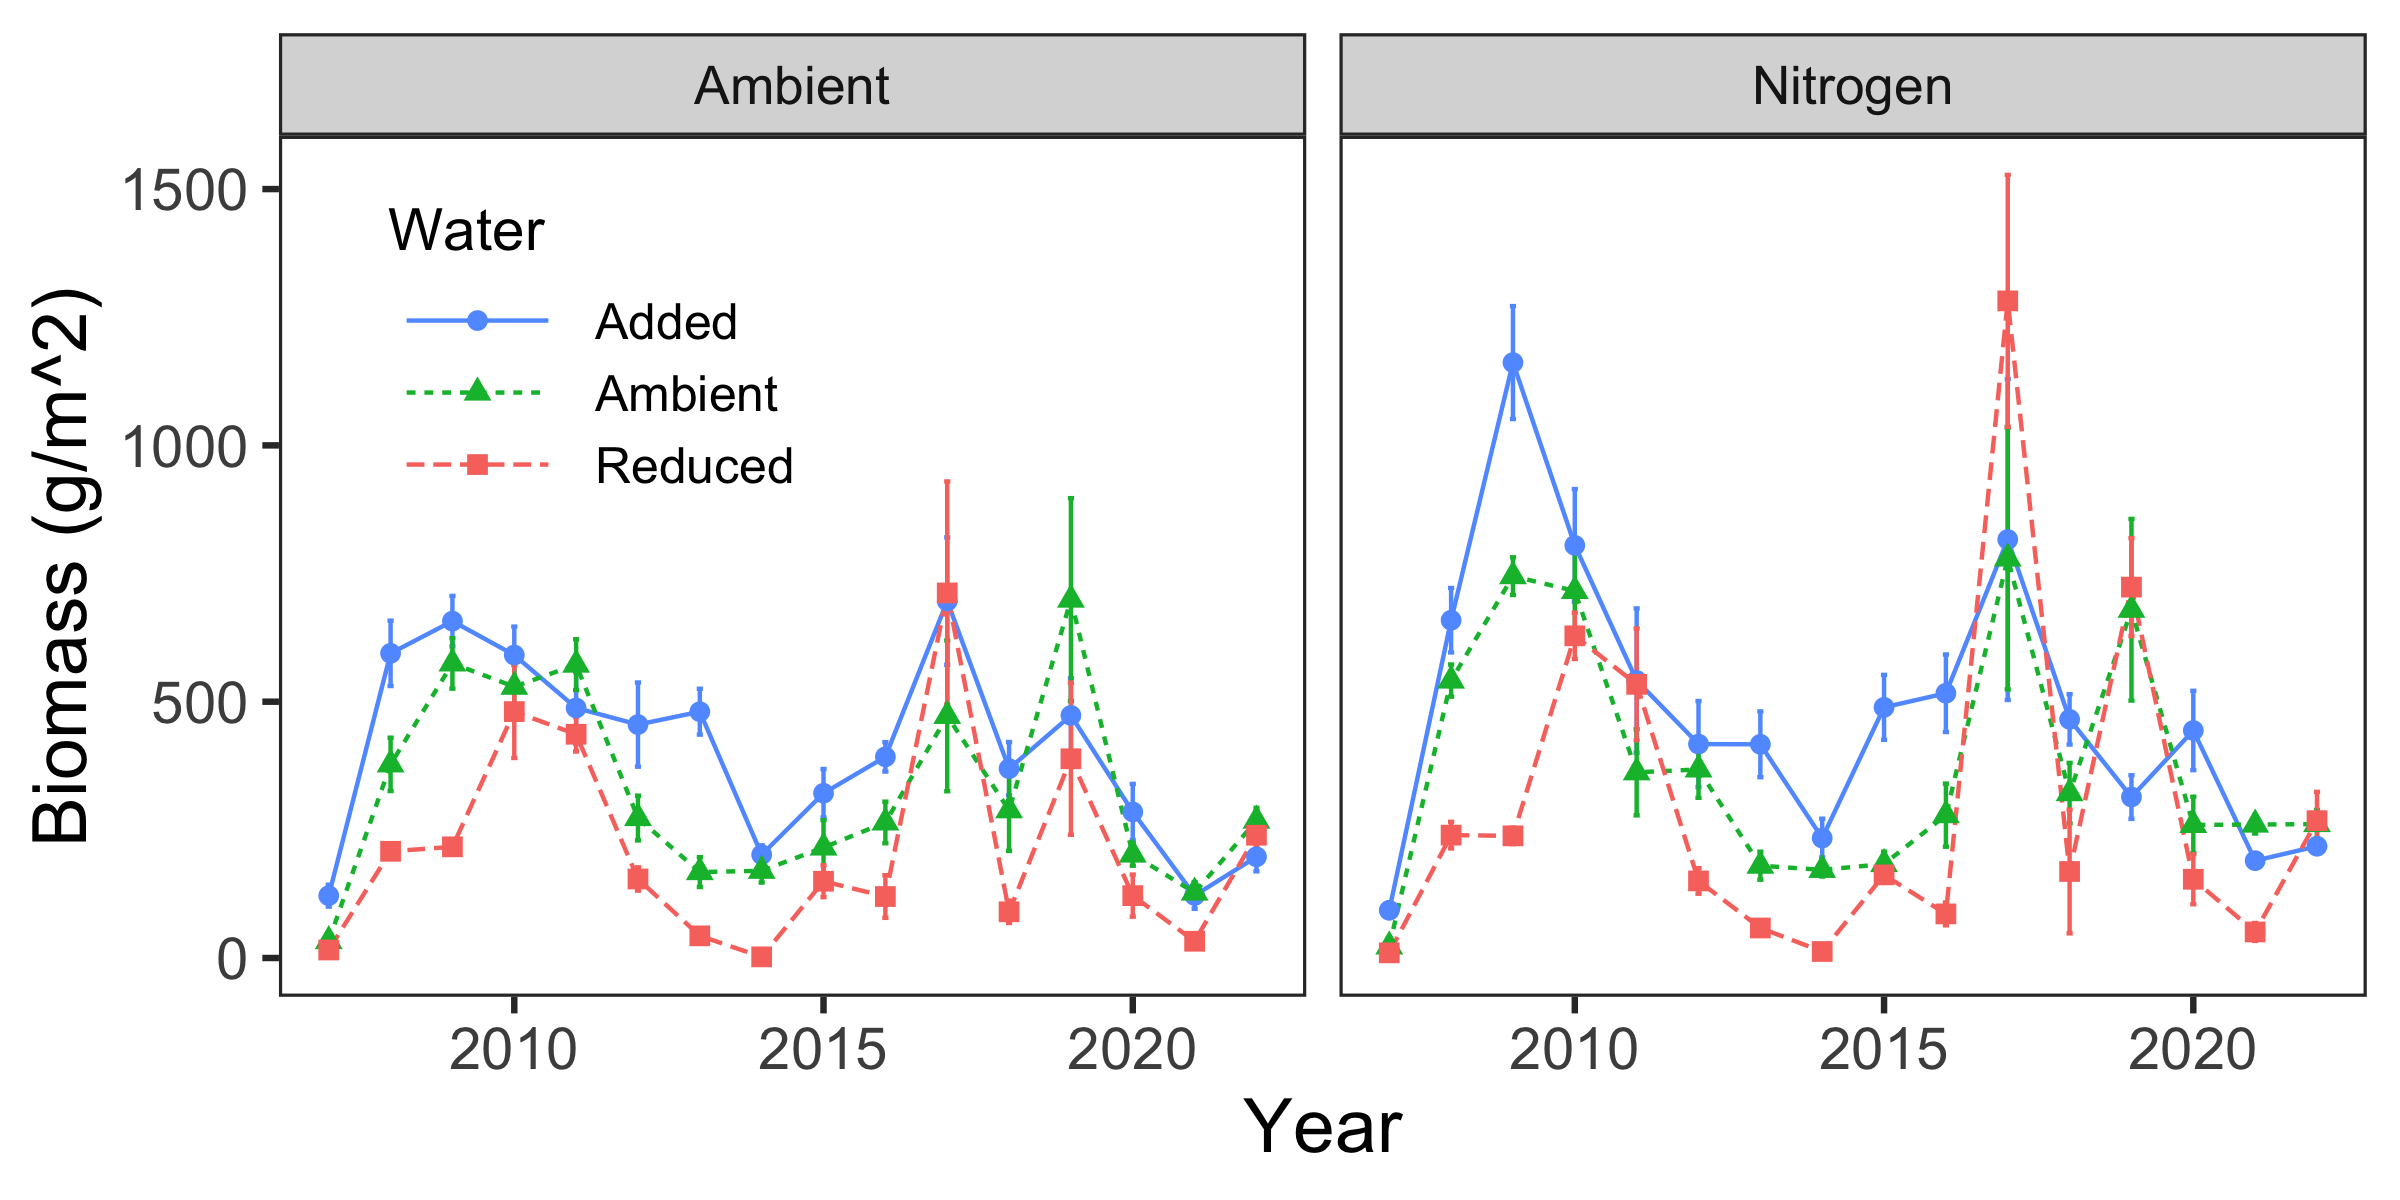 Ambient
Nitrogen
1500
1000
500
0
Biomass (g/m^2)
Water
Added
Ambient
Reduced
2010
2015
2020
2010
2015
2020
Year